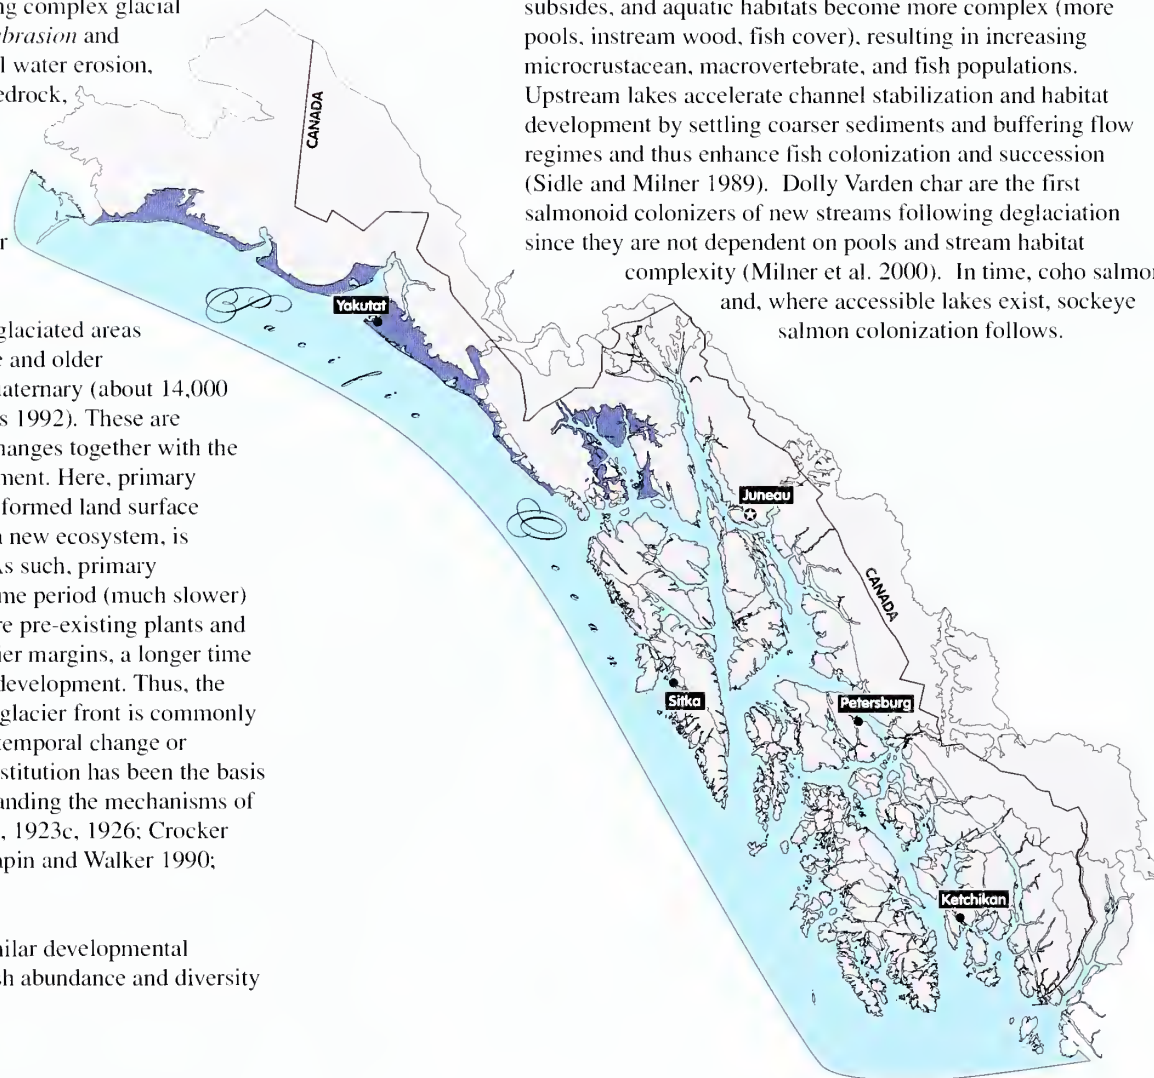 ng complex glacial
brasion and
l water erosion,
edrock,
r
glaciated areas
e and older
uaternary (about 14,000
s 1992). These are
hanges together with the
ment. Here, primary
formed land surface
new ecosystem, is
s such, primary
me period (much slower)
re pre-existing plants and
ier margins, a longer time
development. Thus, the
glacier front is commonly
temporal change or
stitution has been the basis
anding the mechanisms of
, 1923c, 1926; Crocker
apin and Walker 1990;
milar developmental
sh abundance and diversity
subsides, and aquatic habitats become more complex (more
pools, instream wood, fish cover), resulting in increasing
microcrustacean, macrovertebrate, and fish populations.
Upstream lakes accelerate channel stabilization and habitat
development by settling coarser sediments and buffering flow
regimes and thus enhance fish colonization and succession
(Sidle and Milner 1989).  Dolly Varden char are the first
salmonoid colonizers of new streams following deglaciation
since they are not dependent on pools and stream habitat
complexity (Milner et al. 2000).  In time, coho salmo
and, where accessible lakes exist, sockeye
salmon colonization follows.
CANADA
Yakutat
Pacific
Juneau
Ocean
CANADA
Sitka
Petersburg
Ketchikan